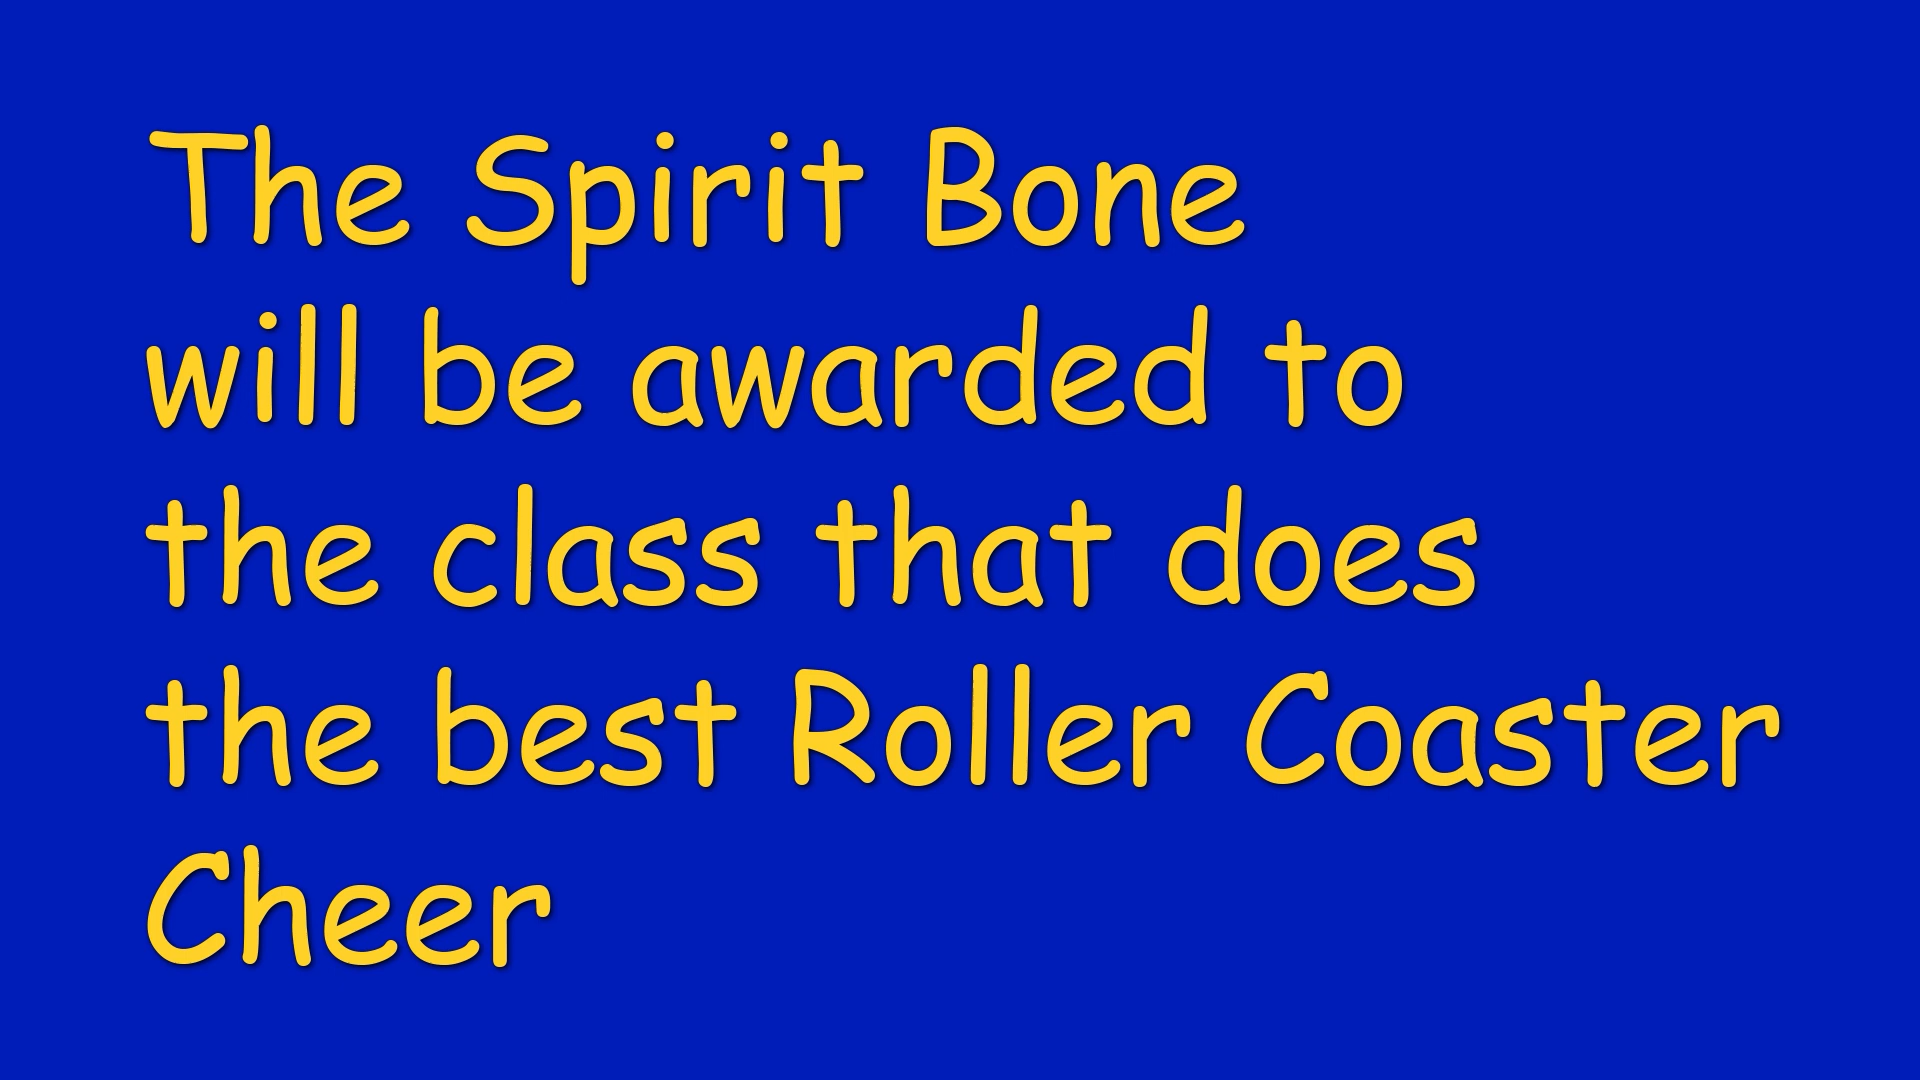 The Spirit Bone
will be awarded to
the class that does
the best Roller Coaster
Cheer